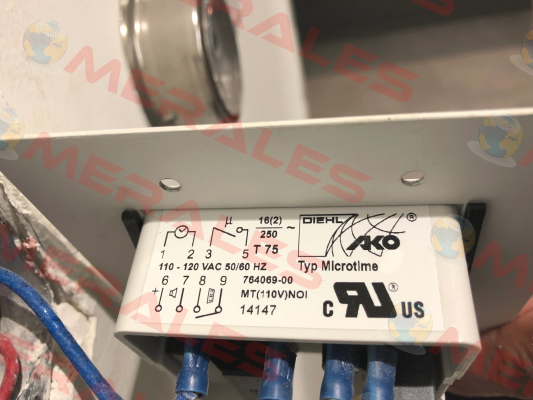 MERALES
16(2)
250
~
DIEHL
AKO
®
µ
1 2 3 5 T 75
110 - 120 VAC 50/60 HZ
Typ Microtime
6 7 8 9 764069-00
+ MT(110V)NOI
14147
C RU US
®